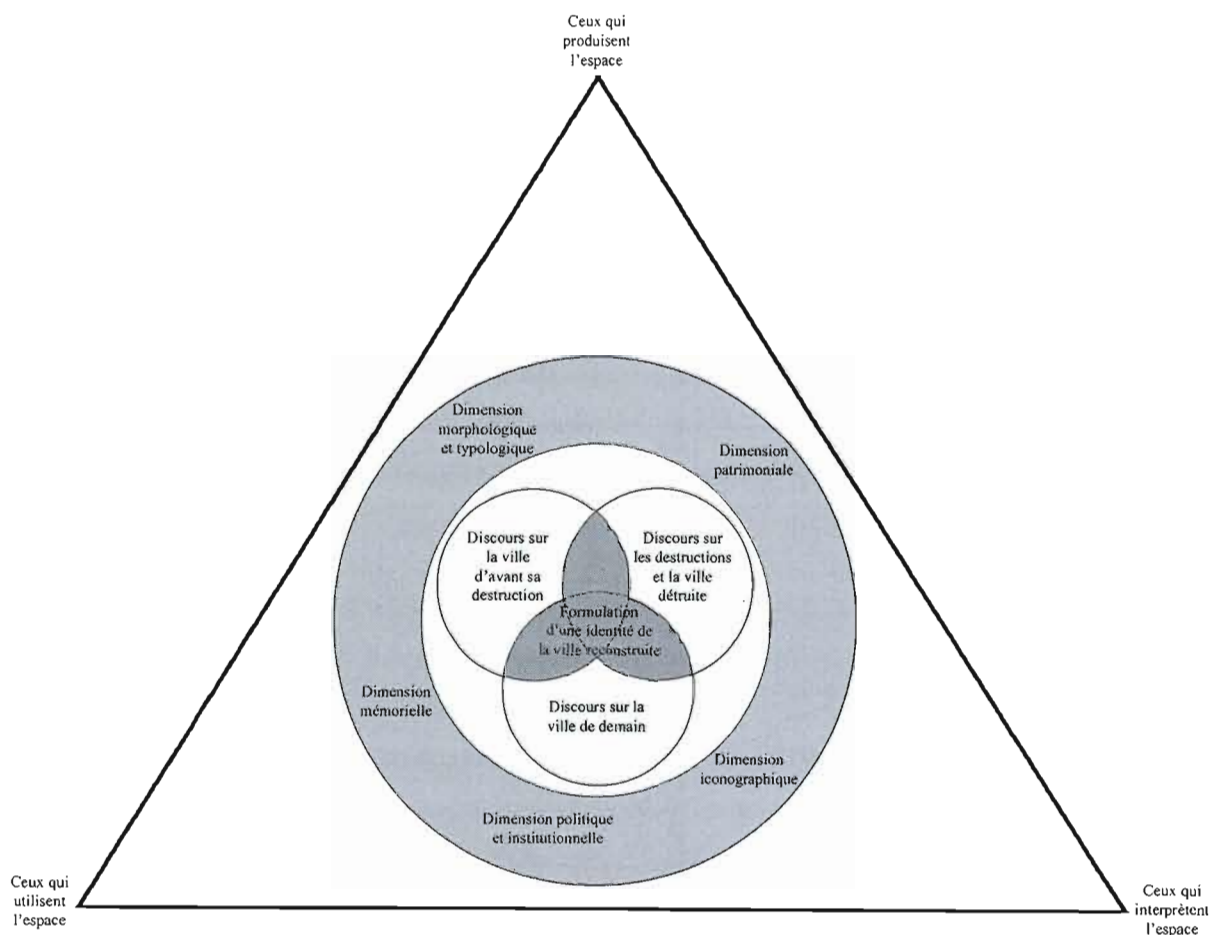 Ceux qui
produisent
l'espace
Dimension
morphologique
et typologique
Dimension
patrimoniale
Discours sur
la ville
d'avant sa
destruction
Discours sur
les destructions
et la ville
détruite
Formulation
d'une identité de
la ville reconstruite
Dimension
mémorielle
Discours sur la
ville de demain
Dimension
iconographique
Dimension politique
et institutionnelle
Ceux qui
utilisent
l'espace
Ceux qui
interprètent
l'espace